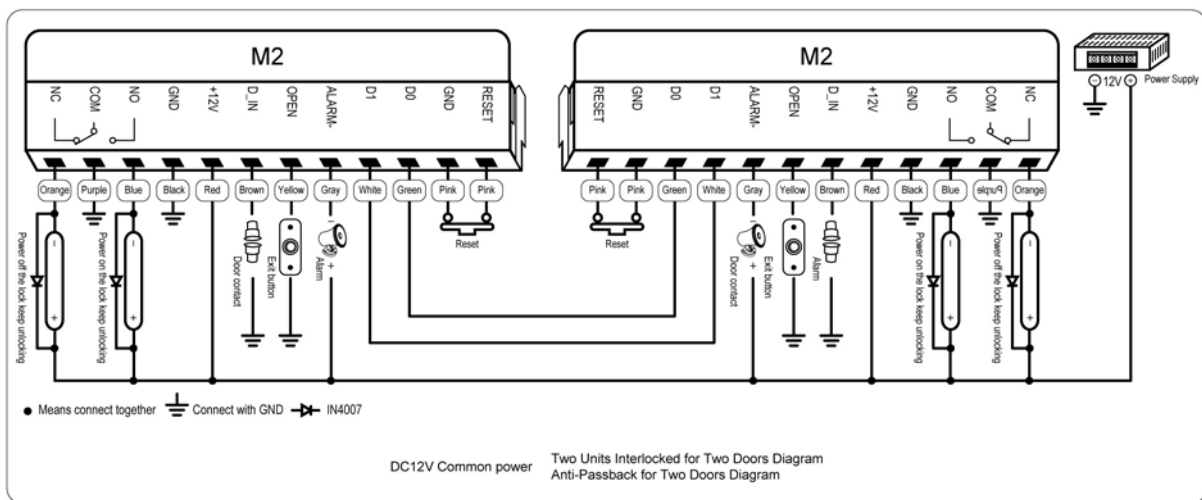 M2
NC COM NO GND +12V D_IN OPEN ALARM- D1 D0 GND RESET
Orange Purple Blue Black Red Brown Yellow Gray White Green Pink Pink
Power off the lock keep unlocking
- +
Power on the lock keep unlocking
- +
Door contact
Exit button
- +
Alarm
Reset
M2
RESET GND D0 D1 ALARM- OPEN D_IN +12V GND NO COM NC
Pink Pink Green White Gray Yellow Brown Red Black Blue Purple Orange
Reset
- +
Door contact
Exit button
Alarm
Power on the lock keep unlocking
- +
Power off the lock keep unlocking
- +
- 12V + Power Supply
Means connect together Connect with GND IN4007
DC12V Common power
Two Units Interlocked for Two Doors Diagram
Anti-Passback for Two Doors Diagram